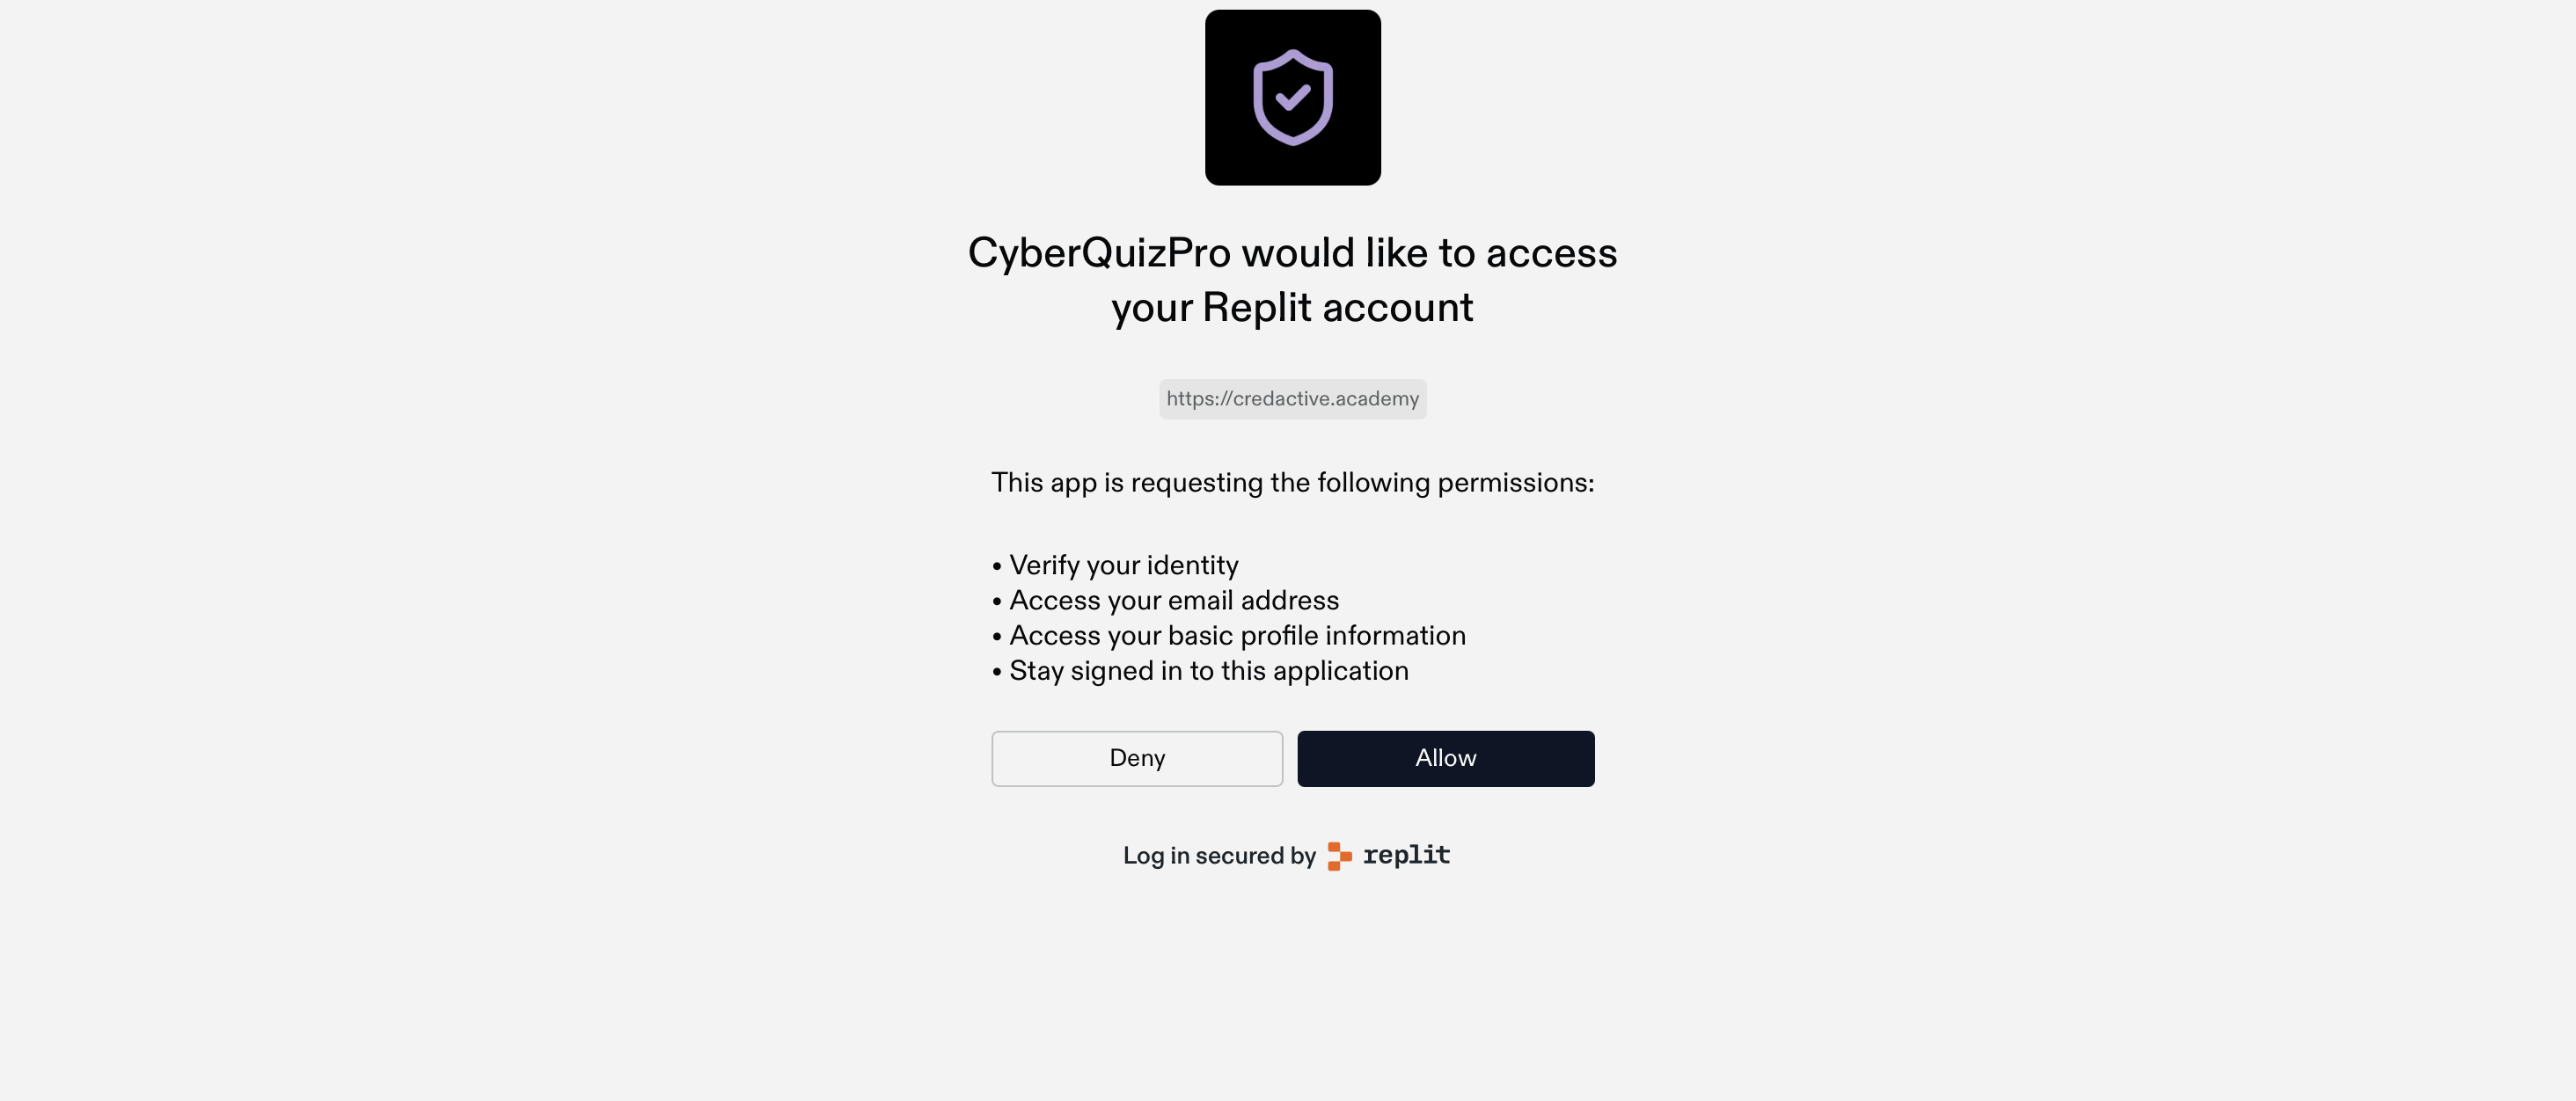 CyberQuizPro would like to access
your Replit account
https://credactive.academy
This app is requesting the following permissions:
• Verify your identity
• Access your email address
• Access your basic profile information
• Stay signed in to this application
Deny Allow
Log in secured by replit